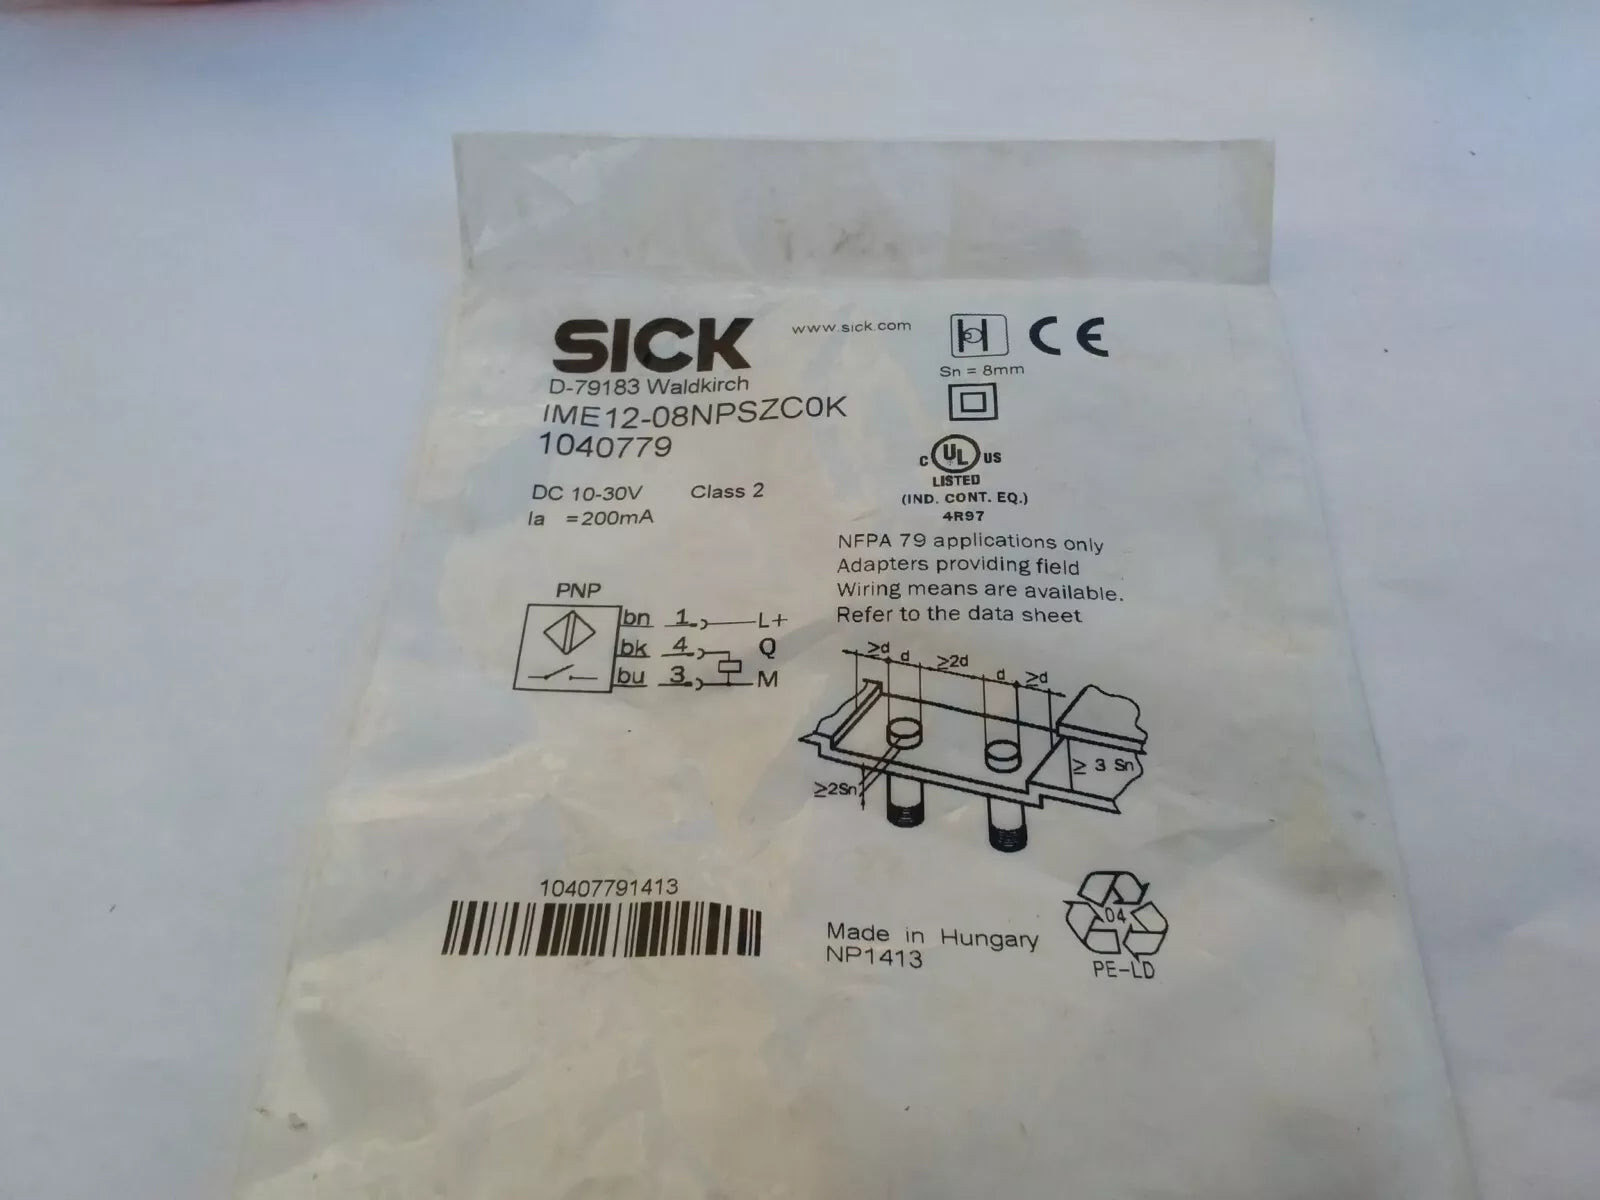 SICK
www.sick.com
CE
Sn = 8mm
D-79183 Waldkirch
IME12-08NPSZC0K
1040779
c UL US
LISTED
(IND. CONT. EQ.)
4R97
DC 10-30V Class 2
Ia =200mA
NFPA 79 applications only
Adapters providing field
Wiring means are available.
Refer to the data sheet
PNP
bn 1 L+
bk 4 Q
bu 3 M
≥d d ≥2d d ≥d
≥ 3 Sn
≥2Sn
10407791413
Made in Hungary
NP1413
04
PE-LD